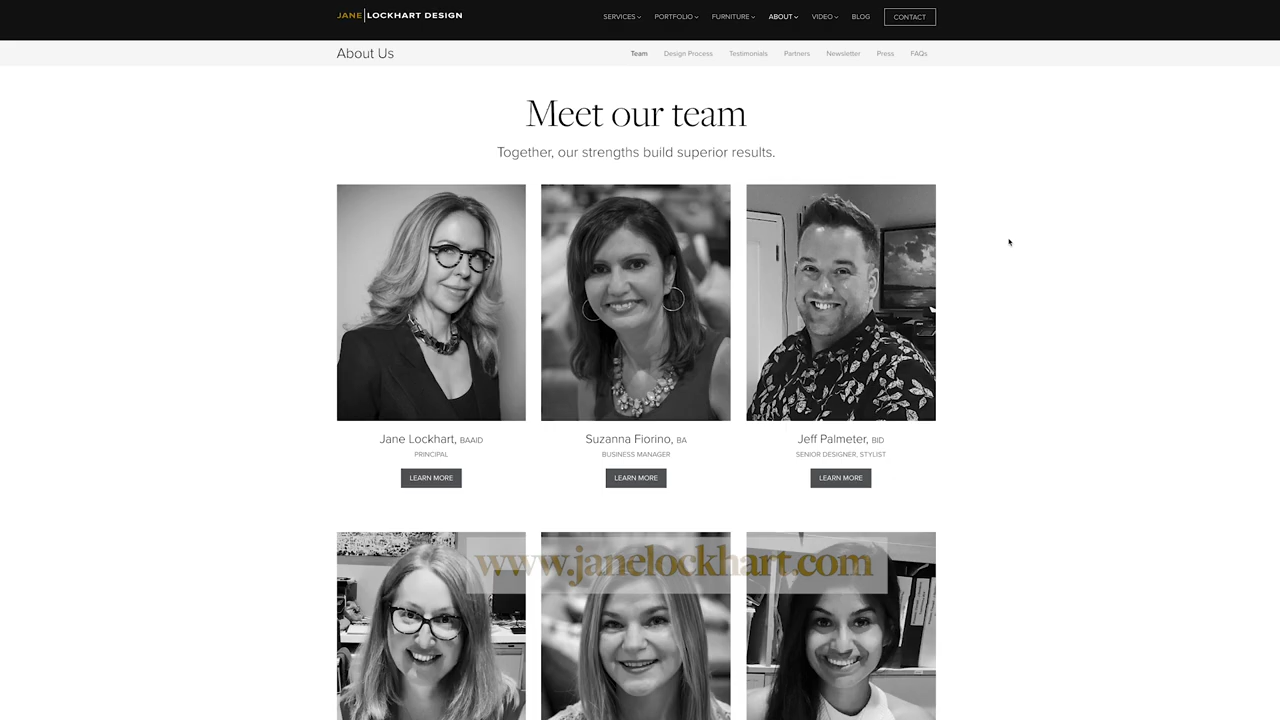 JANE LOCKHART DESIGN
SERVICES PORTFOLIO FURNITURE ABOUT VIDEO BLOG CONTACT
About Us
Team Design Process Testimonials Partners Newsletter Press FAQs
Meet our team
Together, our strengths build superior results.
Jane Lockhart, BAAID
PRINCIPAL
LEARN MORE
Suzanna Fiorino, BA
BUSINESS MANAGER
LEARN MORE
Jeff Palmeter, BID
SENIOR DESIGNER, STYLIST
LEARN MORE
www.janelockhart.com